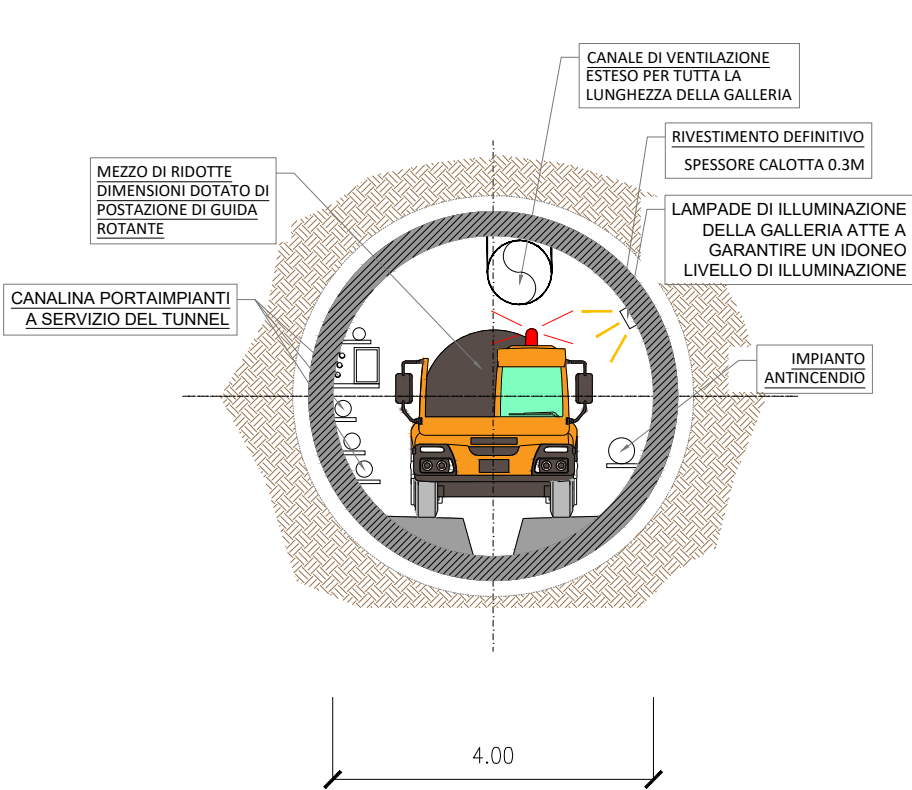 CANALE DI VENTILAZIONE
ESTESO PER TUTTA LA
LUNGHEZZA DELLA GALLERIA
RIVESTIMENTO DEFINITIVO
SPESSORE CALOTTA 0.3M
MEZZO DI RIDOTTE
DIMENSIONI DOTATO DI
POSTAZIONE DI GUIDA
ROTANTE
LAMPADE DI ILLUMINAZIONE
DELLA GALLERIA ATTE A
GARANTIRE UN IDONEO
LIVELLO DI ILLUMINAZIONE
CANALINA PORTAIMPIANTI
A SERVIZIO DEL TUNNEL
IMPIANTO
ANTINCENDIO
4.00